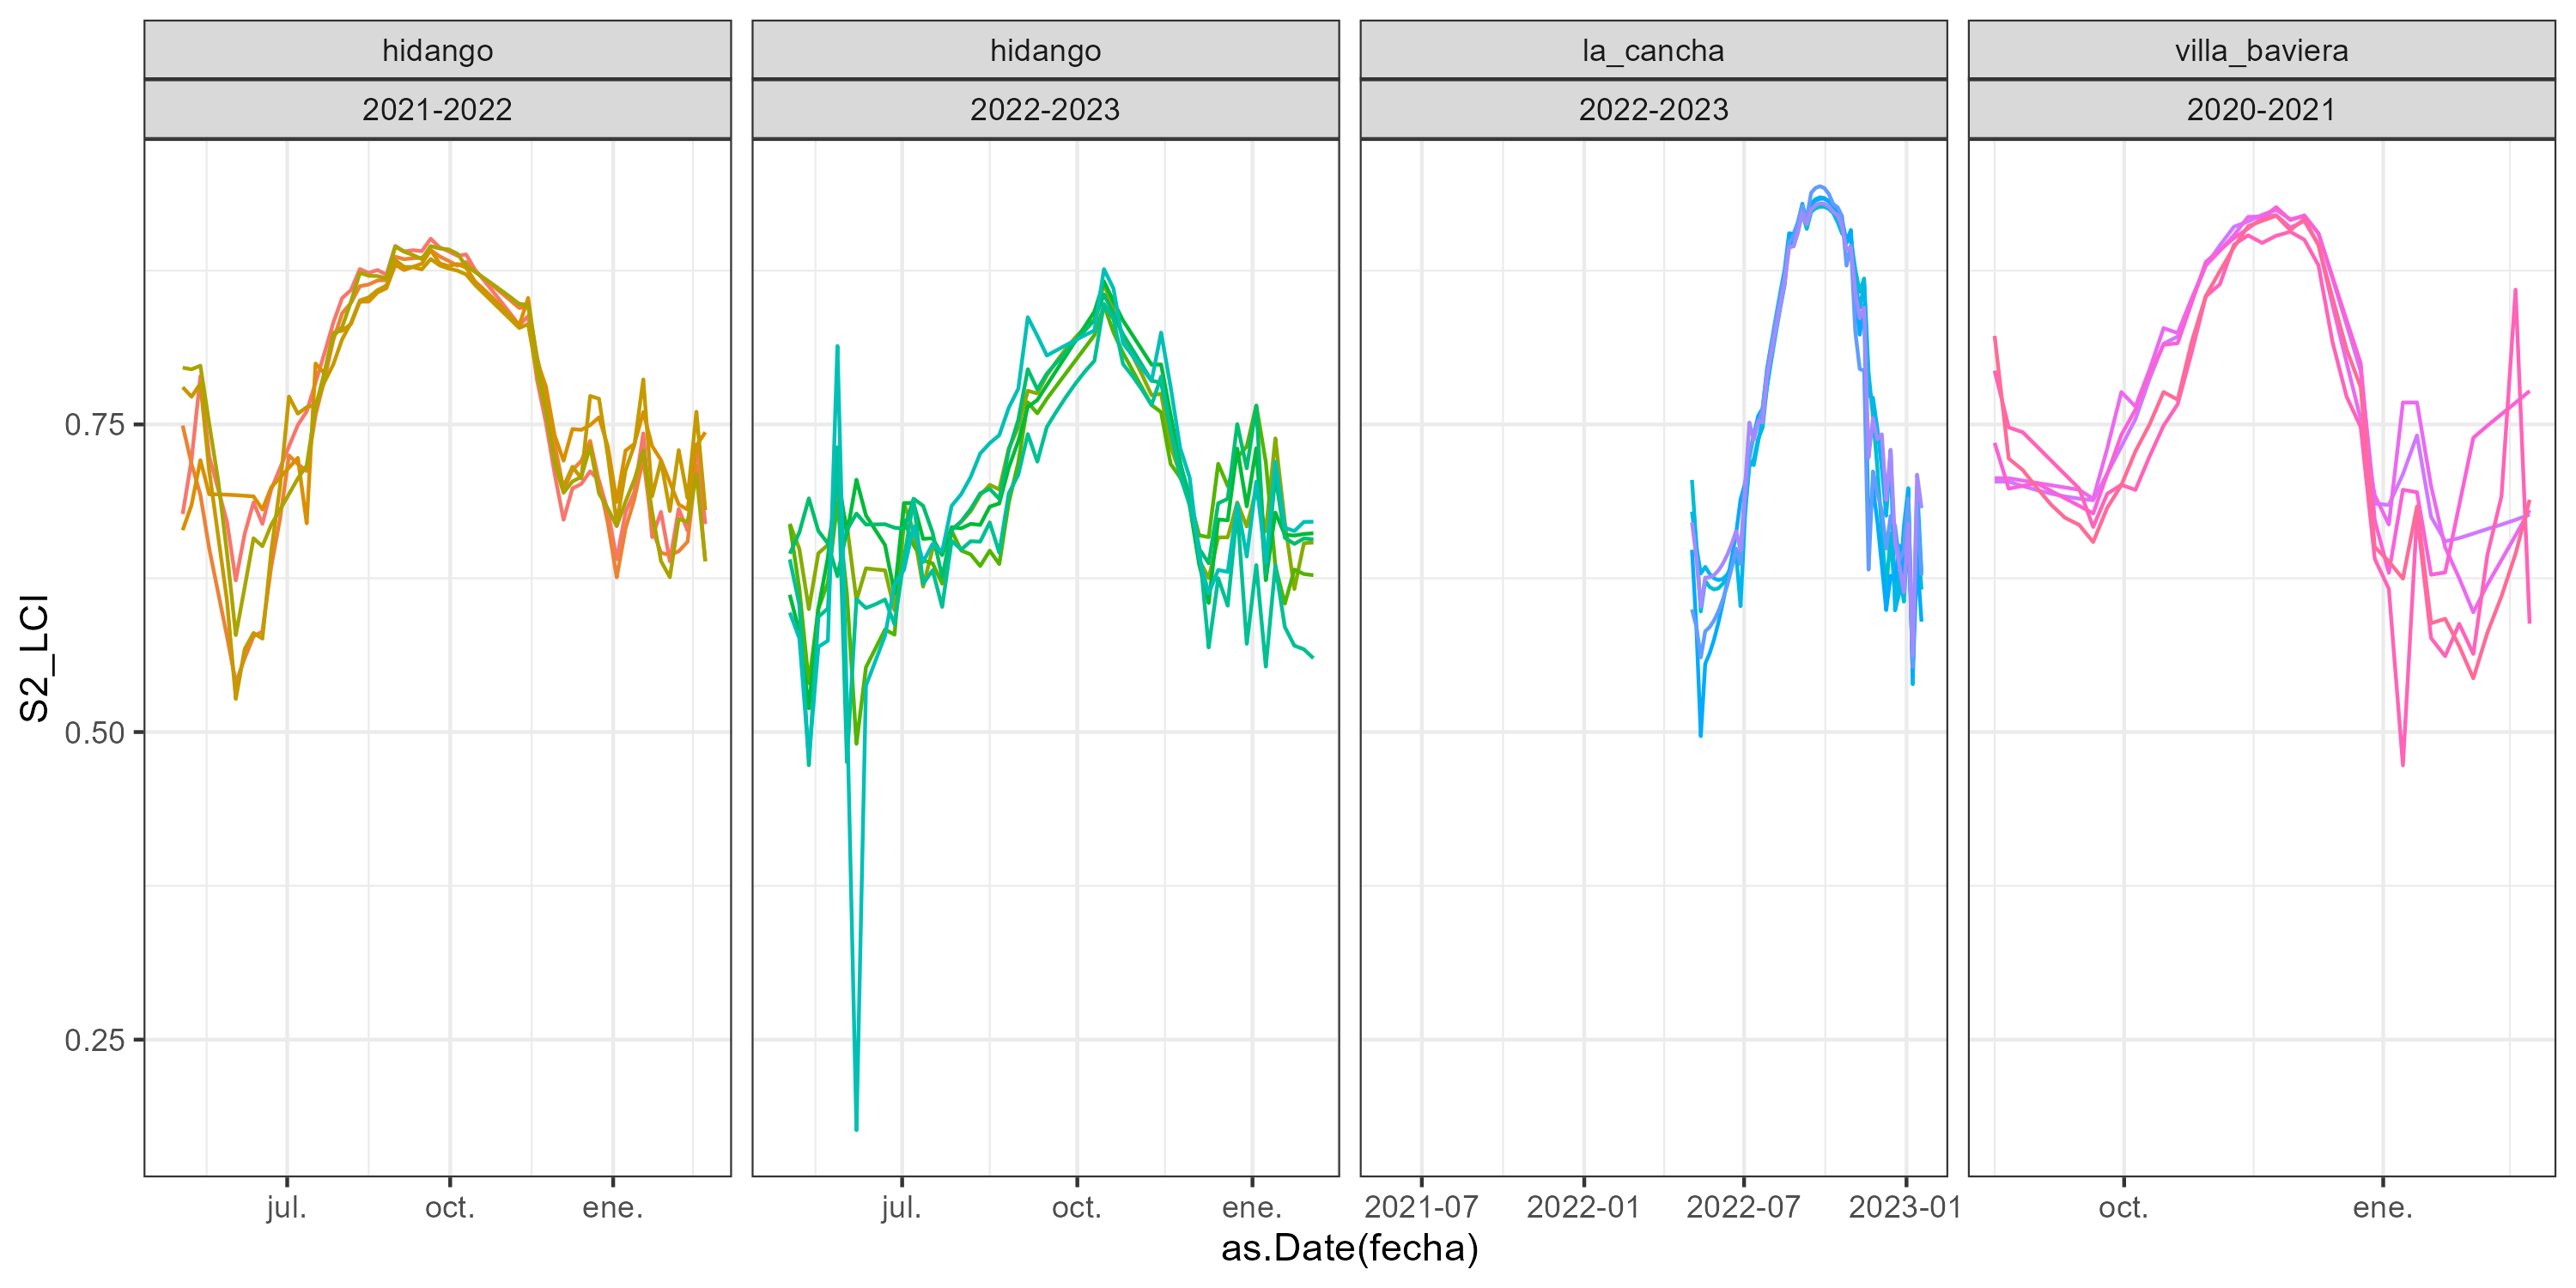 hidango
hidango
la_cancha
villa_baviera
2021-2022
2022-2023
2022-2023
2020-2021
S2_LCI
0.75
0.50
0.25
jul.
oct.
ene.
jul.
oct.
ene.
2021-07
2022-01
2022-07
2023-01
oct.
ene.
as.Date(fecha)